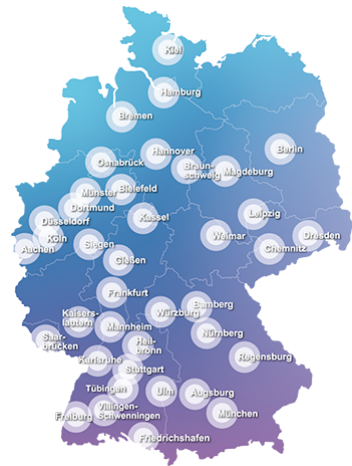 Kiel
Hamburg
Bremen
Hannover
Berlin
Osnabrück
Braun-
schweig
Magdeburg
Münster
Bielefeld
Dortmund
Kassel
Leipzig
Düsseldorf
Köln
Aachen
Siegen
Weimar
Dresden
Chemnitz
Gießen
Frankfurt
Bamberg
Kaisers-
lautern
Würzburg
Mannheim
Nürnberg
Saar-
brücken
Heil-
bronn
Karlsruhe
Regensburg
Stuttgart
Tübingen
Ulm
Augsburg
Villingen-
Schwenningen
Freiburg
München
Friedrichshafen